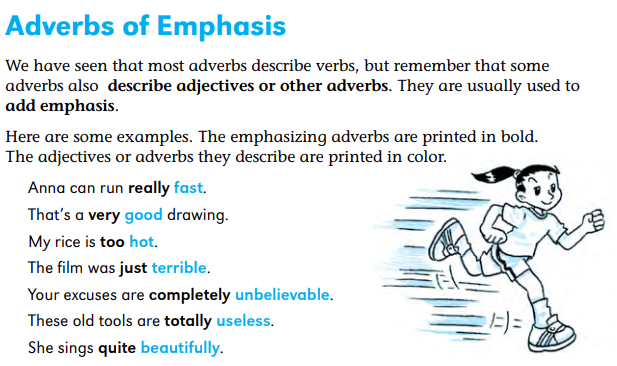 Adverbs of Emphasis
We have seen that most adverbs describe verbs, but remember that some
adverbs also describe adjectives or other adverbs. They are usually used to
add emphasis.
Here are some examples. The emphasizing adverbs are printed in bold.
The adjectives or adverbs they describe are printed in color.
Anna can run really fast.
That's a very good drawing.
My rice is too hot.
The film was just terrible.
Your excuses are completely unbelievable.
These old tools are totally useless.
She sings quite beautifully.